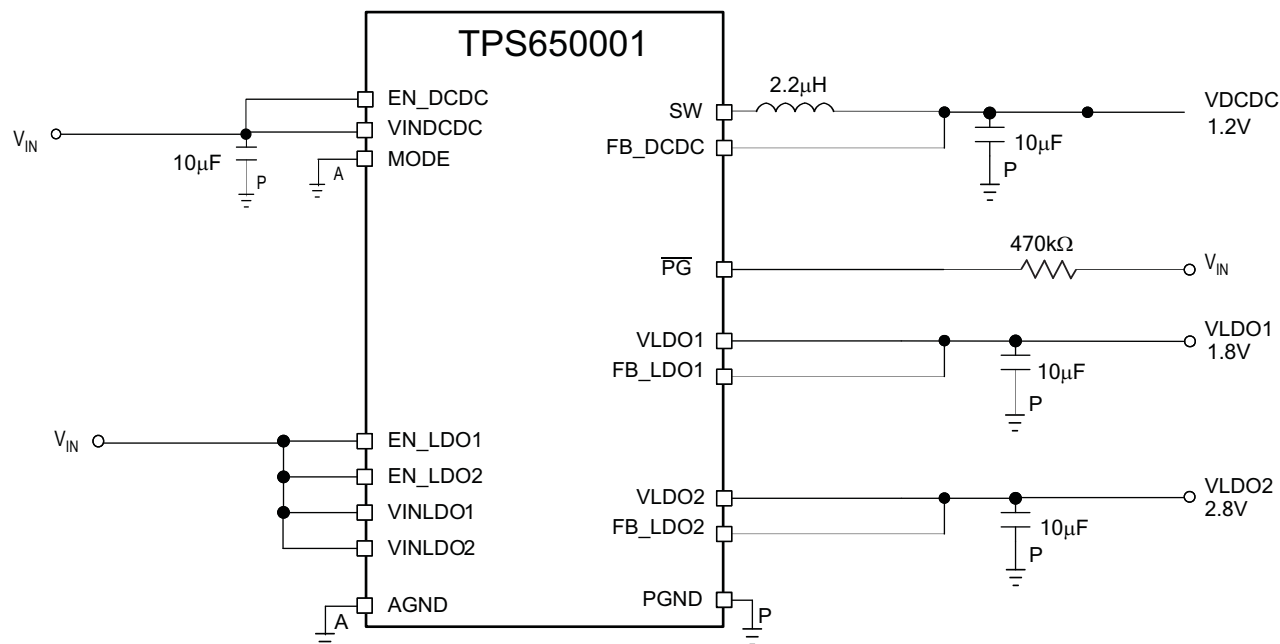 TPS650001
EN_DCDC
VINDCDC
MODE
V_IN
10μF
P
A
SW
2.2μH
FB_DCDC
VDCDC
1.2V
10μF
P
PG
470kΩ
V_IN
VLDO1
FB_LDO1
VLDO1
1.8V
10μF
P
V_IN
EN_LDO1
EN_LDO2
VINLDO1
VINLDO2
VLDO2
FB_LDO2
VLDO2
2.8V
10μF
P
AGND
A
PGND
P